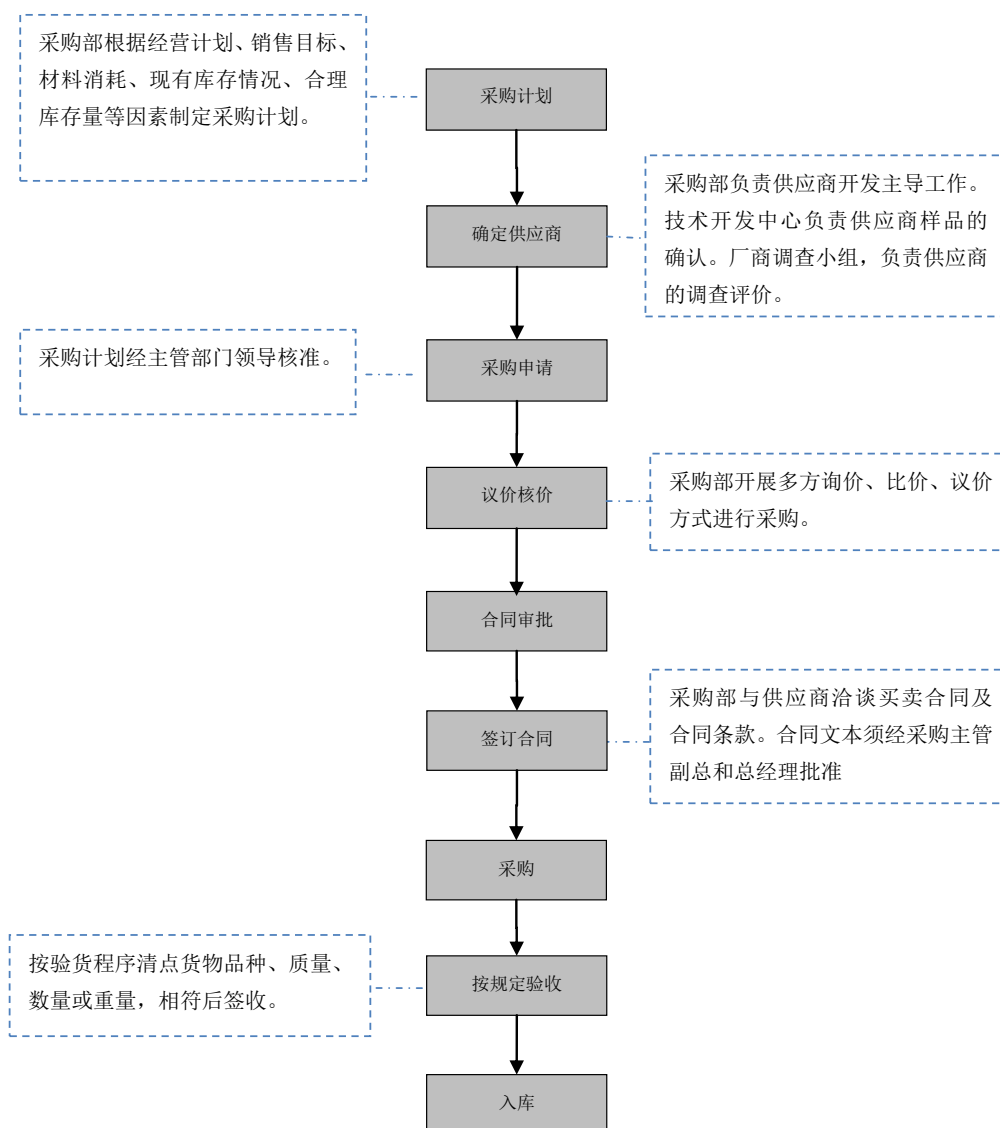 采购部根据经营计划、销售目标、
材料消耗、现有库存情况、合理
库存量等因素制定采购计划。
采购计划
采购部负责供应商开发主导工作。
技术开发中心负责供应商样品的
确认。厂商调查小组，负责供应商
的调查评价。
确定供应商
采购计划经主管部门领导核准。
采购申请
议价核价
采购部开展多方询价、比价、议价
方式进行采购。
合同审批
签订合同
采购部与供应商洽谈买卖合同及
合同条款。合同文本须经采购主管
副总和总经理批准
采购
按验货程序清点货物品种、质量、
数量或重量，相符后签收。
按规定验收
入库